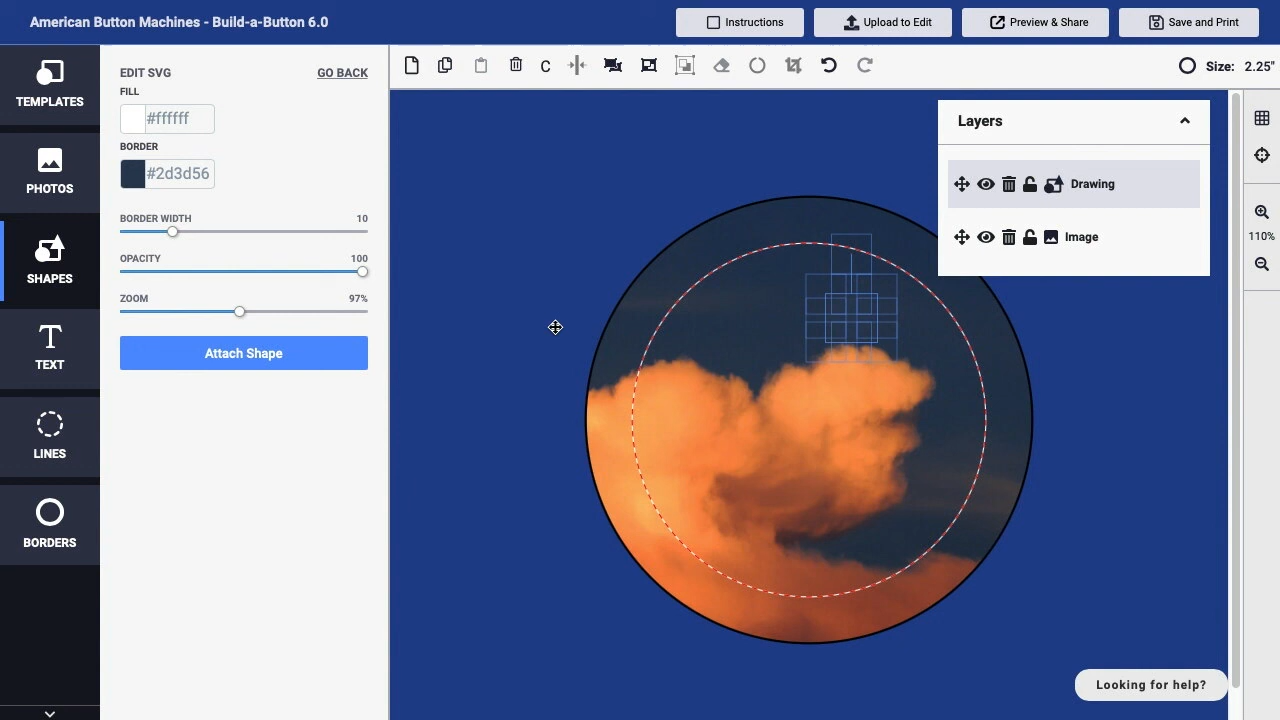 American Button Machines - Build-a-Button 6.0
Instructions
Upload to Edit
Preview & Share
Save and Print
TEMPLATES
PHOTOS
SHAPES
TEXT
LINES
BORDERS
EDIT SVG
GO BACK
FILL
#ffffff
BORDER
#2d3d56
BORDER WIDTH
10
OPACITY
100
ZOOM
97%
Attach Shape
C
Size: 2.25"
Layers
Drawing
Image
110%
Looking for help?